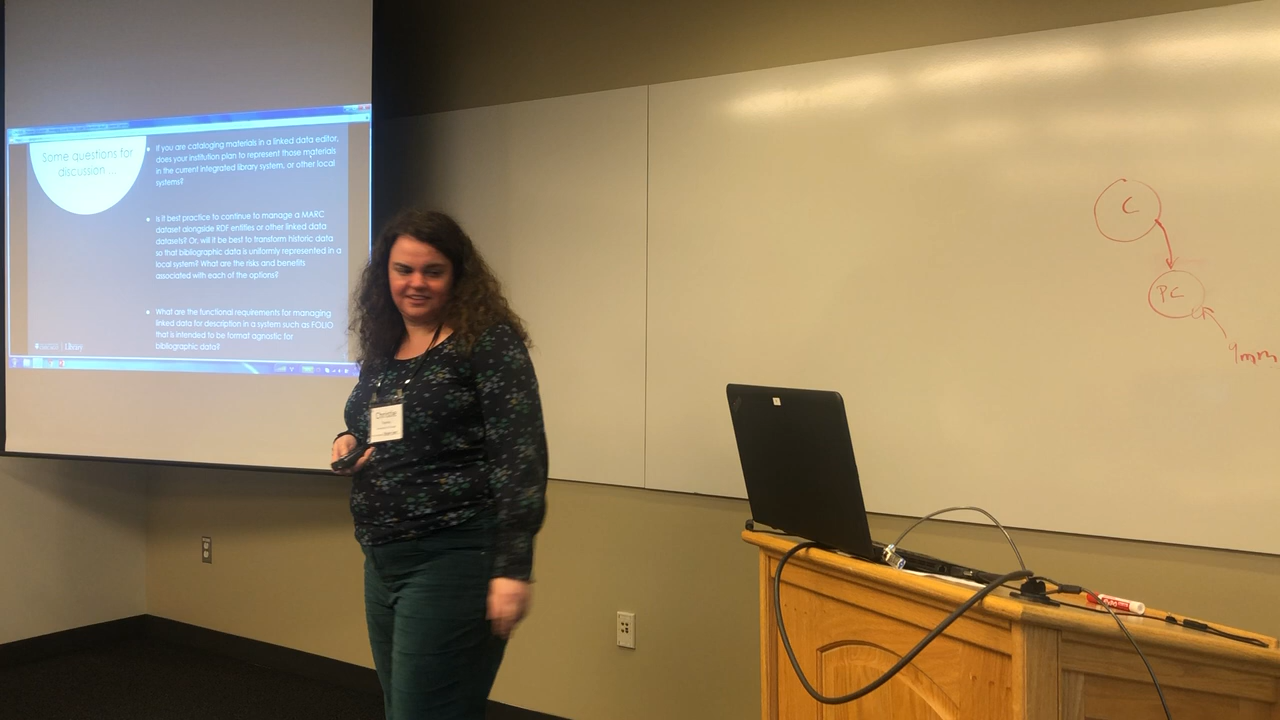 Some questions for
discussion ...
If you are cataloging materials in a linked data editor,
does your institution plan to represent those materials
in the current integrated library system, or other local
systems?
Is it best practice to continue to manage a MARC
dataset alongside RDF entities or other linked data
datasets? Or, will it be best to transform historic data
so that bibliographic data is uniformly represented in a
local system? What are the risks and benefits
associated with each of the options?
What are the functional requirements for managing
linked data for description in a system such as FOLIO
that is intended to be format agnostic for
bibliographic data?
Library
Christie
C
PC